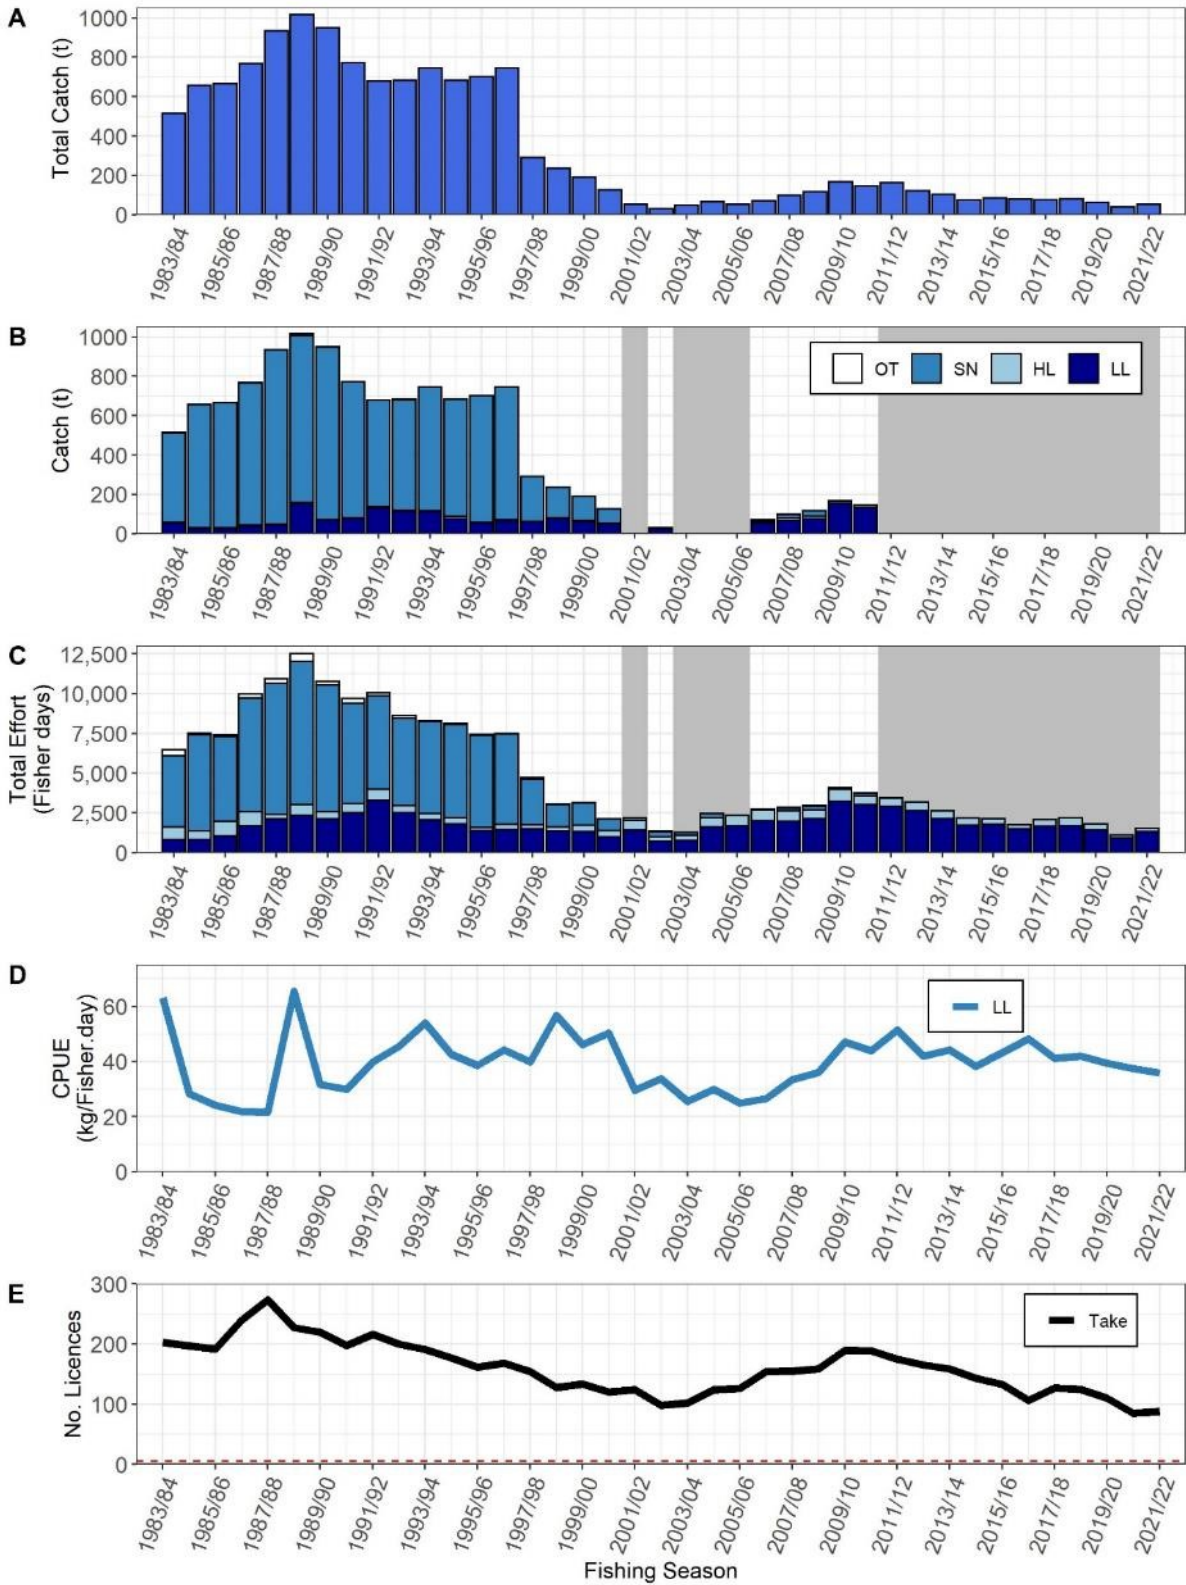 A
Total Catch (t)
1000
800
600
400
200
0
1983/84 1985/86 1987/88 1989/90 1991/92 1993/94 1995/96 1997/98 1999/00 2001/02 2003/04 2005/06 2007/08 2009/10 2011/12 2013/14 2015/16 2017/18 2019/20 2021/22
B
Catch (t)
1000
800
600
400
200
0
OT SN HL LL
1983/84 1985/86 1987/88 1989/90 1991/92 1993/94 1995/96 1997/98 1999/00 2001/02 2003/04 2005/06 2007/08 2009/10 2011/12 2013/14 2015/16 2017/18 2019/20 2021/22
C
Total Effort
(Fisher days)
12,500
10,000
7,500
5,000
2,500
0
1983/84 1985/86 1987/88 1989/90 1991/92 1993/94 1995/96 1997/98 1999/00 2001/02 2003/04 2005/06 2007/08 2009/10 2011/12 2013/14 2015/16 2017/18 2019/20 2021/22
D
CPUE
(kg/Fisher.day)
60
40
20
0
LL
1983/84 1985/86 1987/88 1989/90 1991/92 1993/94 1995/96 1997/98 1999/00 2001/02 2003/04 2005/06 2007/08 2009/10 2011/12 2013/14 2015/16 2017/18 2019/20 2021/22
E
No. Licences
300
200
100
0
Take
1983/84 1985/86 1987/88 1989/90 1991/92 1993/94 1995/96 1997/98 1999/00 2001/02 2003/04 2005/06 2007/08 2009/10 2011/12 2013/14 2015/16 2017/18 2019/20 2021/22
Fishing Season